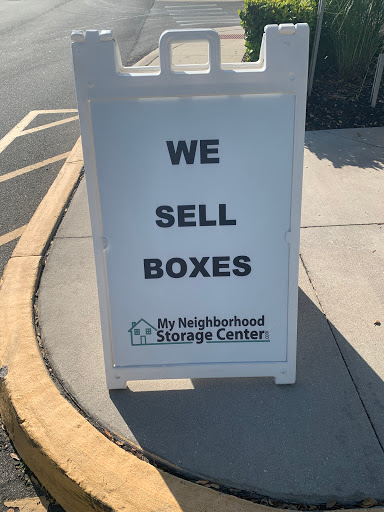 WE
SELL
BOXES
My Neighborhood
Storage Center